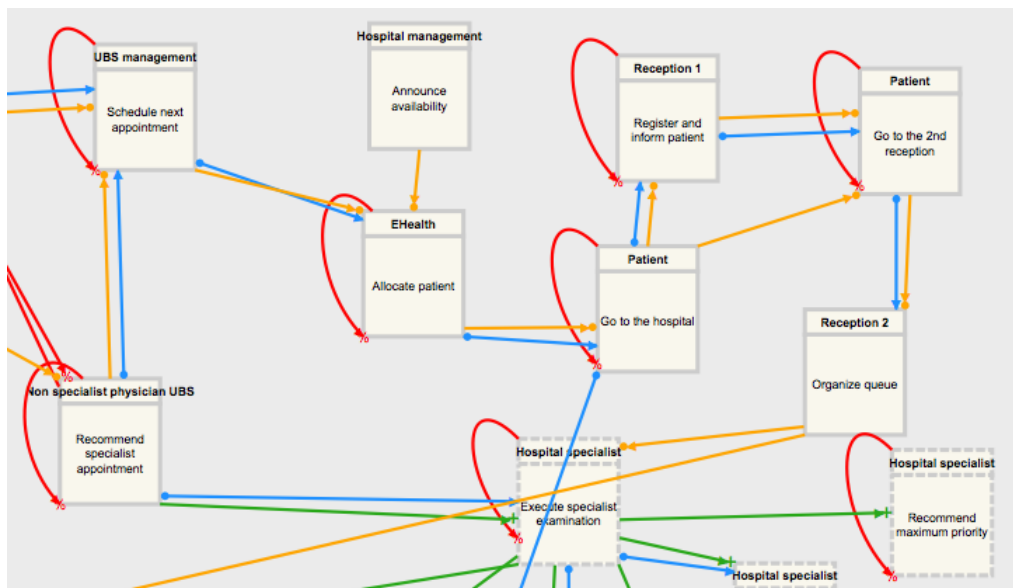 Hospital management
Announce
availability
UBS management
Schedule next
appointment
Reception 1
Register and
inform patient
Patient
Go to the 2nd
reception
EHealth
Allocate patient
Patient
Go to the hospital
Reception 2
Organize queue
Non specialist physician UBS
Recommend
specialist
appointment
Hospital specialist
Execute specialist
examination
Hospital specialist
Recommend
maximum priority
Hospital specialist
%
%
%
%
%
%
%
%
%